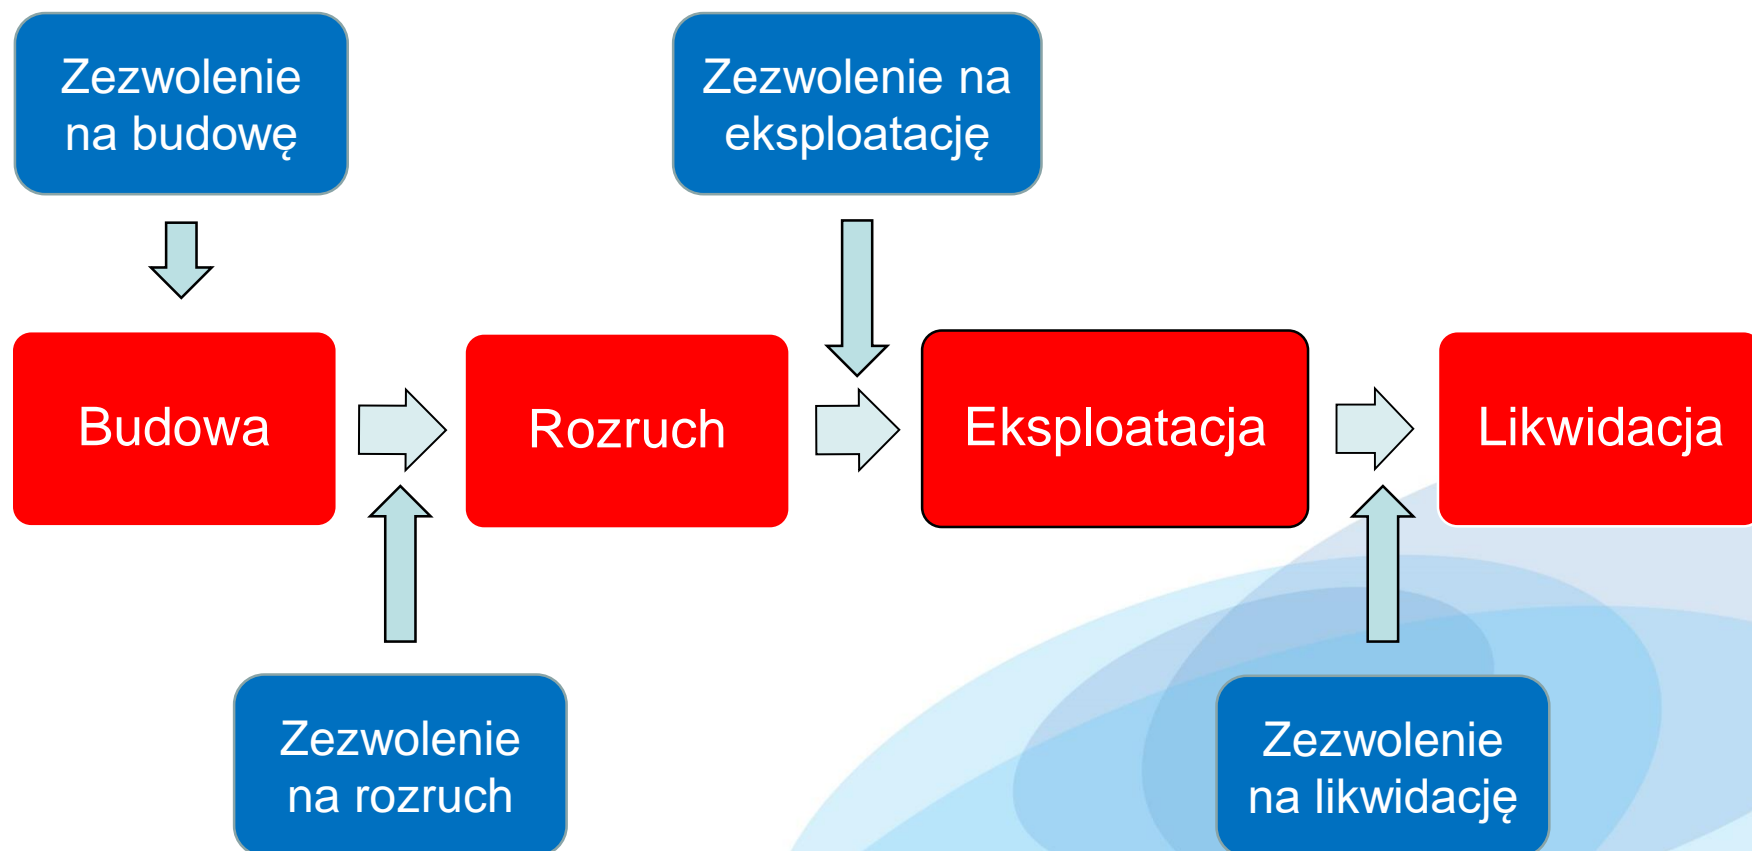 Zezwolenie
na budowę
Zezwolenie na
eksploatację
Budowa
Rozruch
Eksploatacja
Likwidacja
Zezwolenie
na rozruch
Zezwolenie
na likwidację